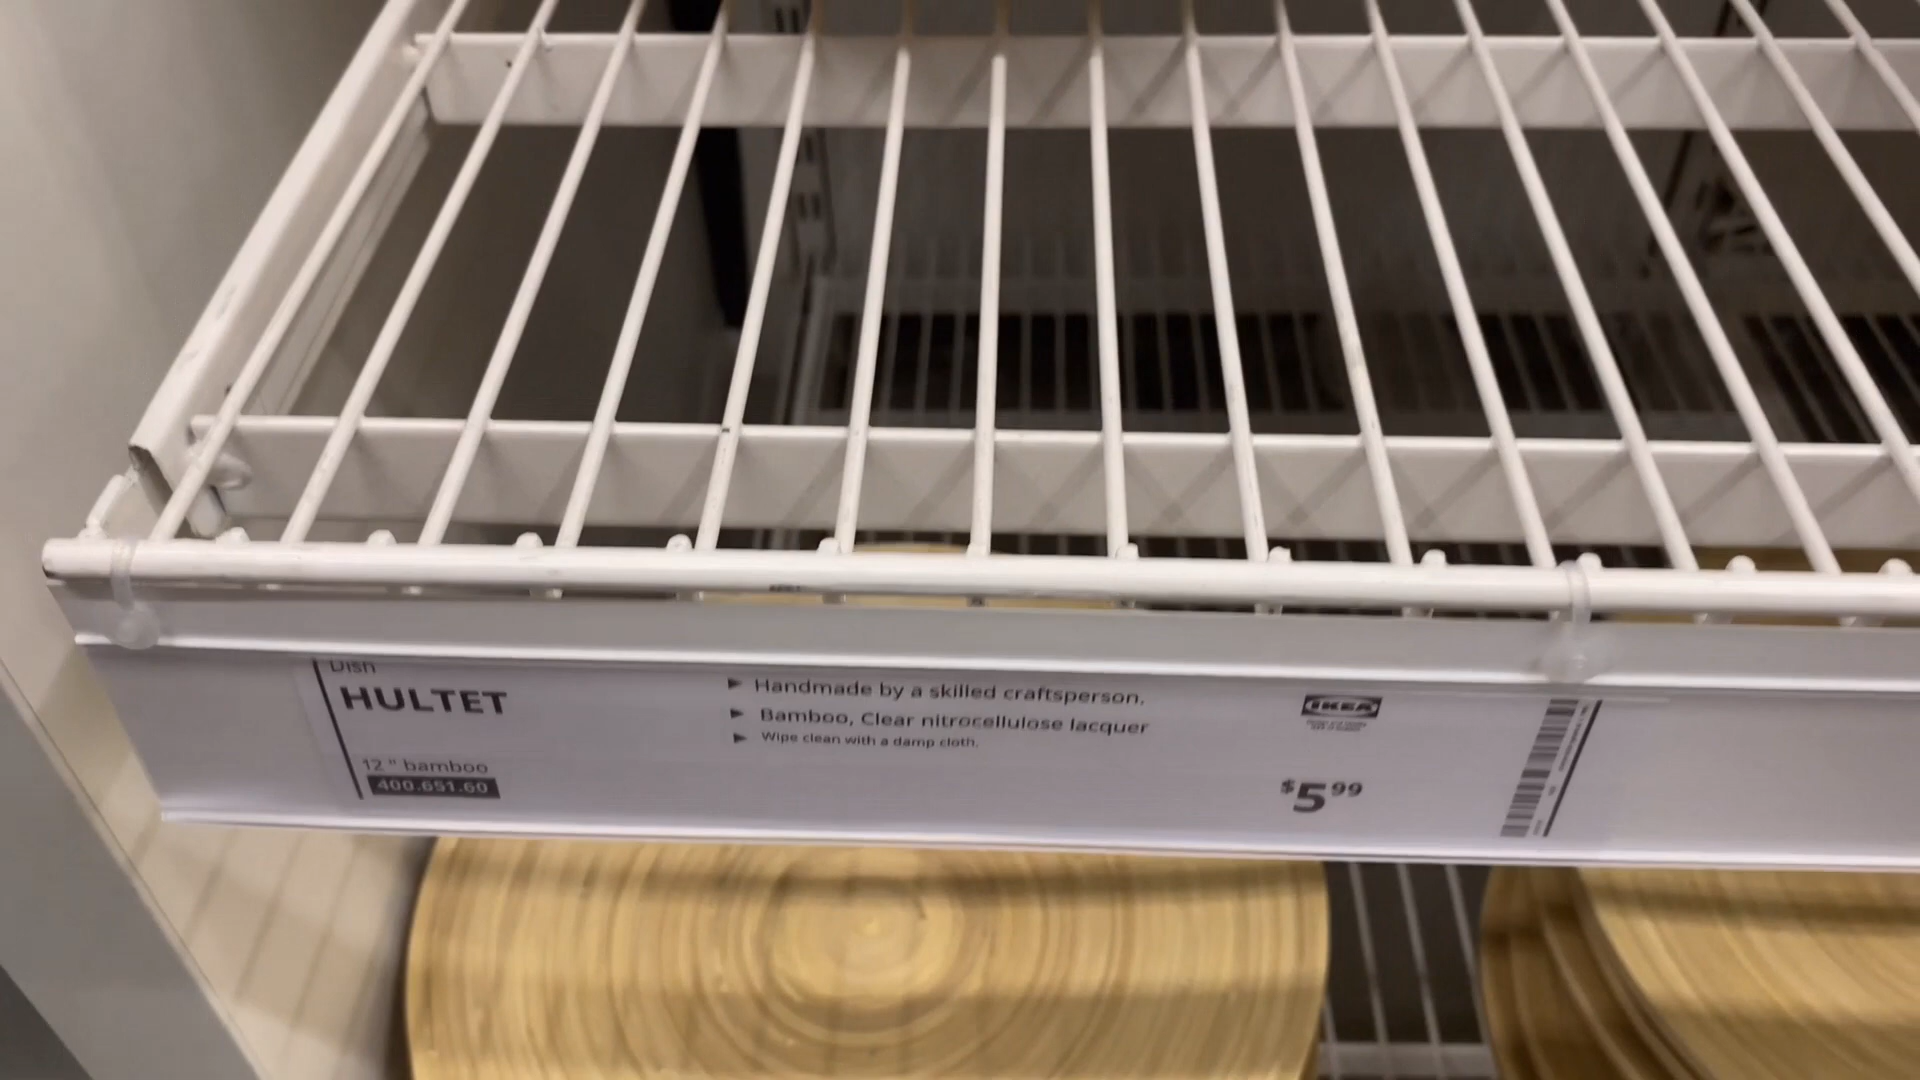 Dish
HULTET
12" bamboo
400.651.60
Handmade by a skilled craftsperson.
Bamboo, Clear nitrocellulose lacquer
Wipe clean with a damp cloth.
IKEA
$5.99